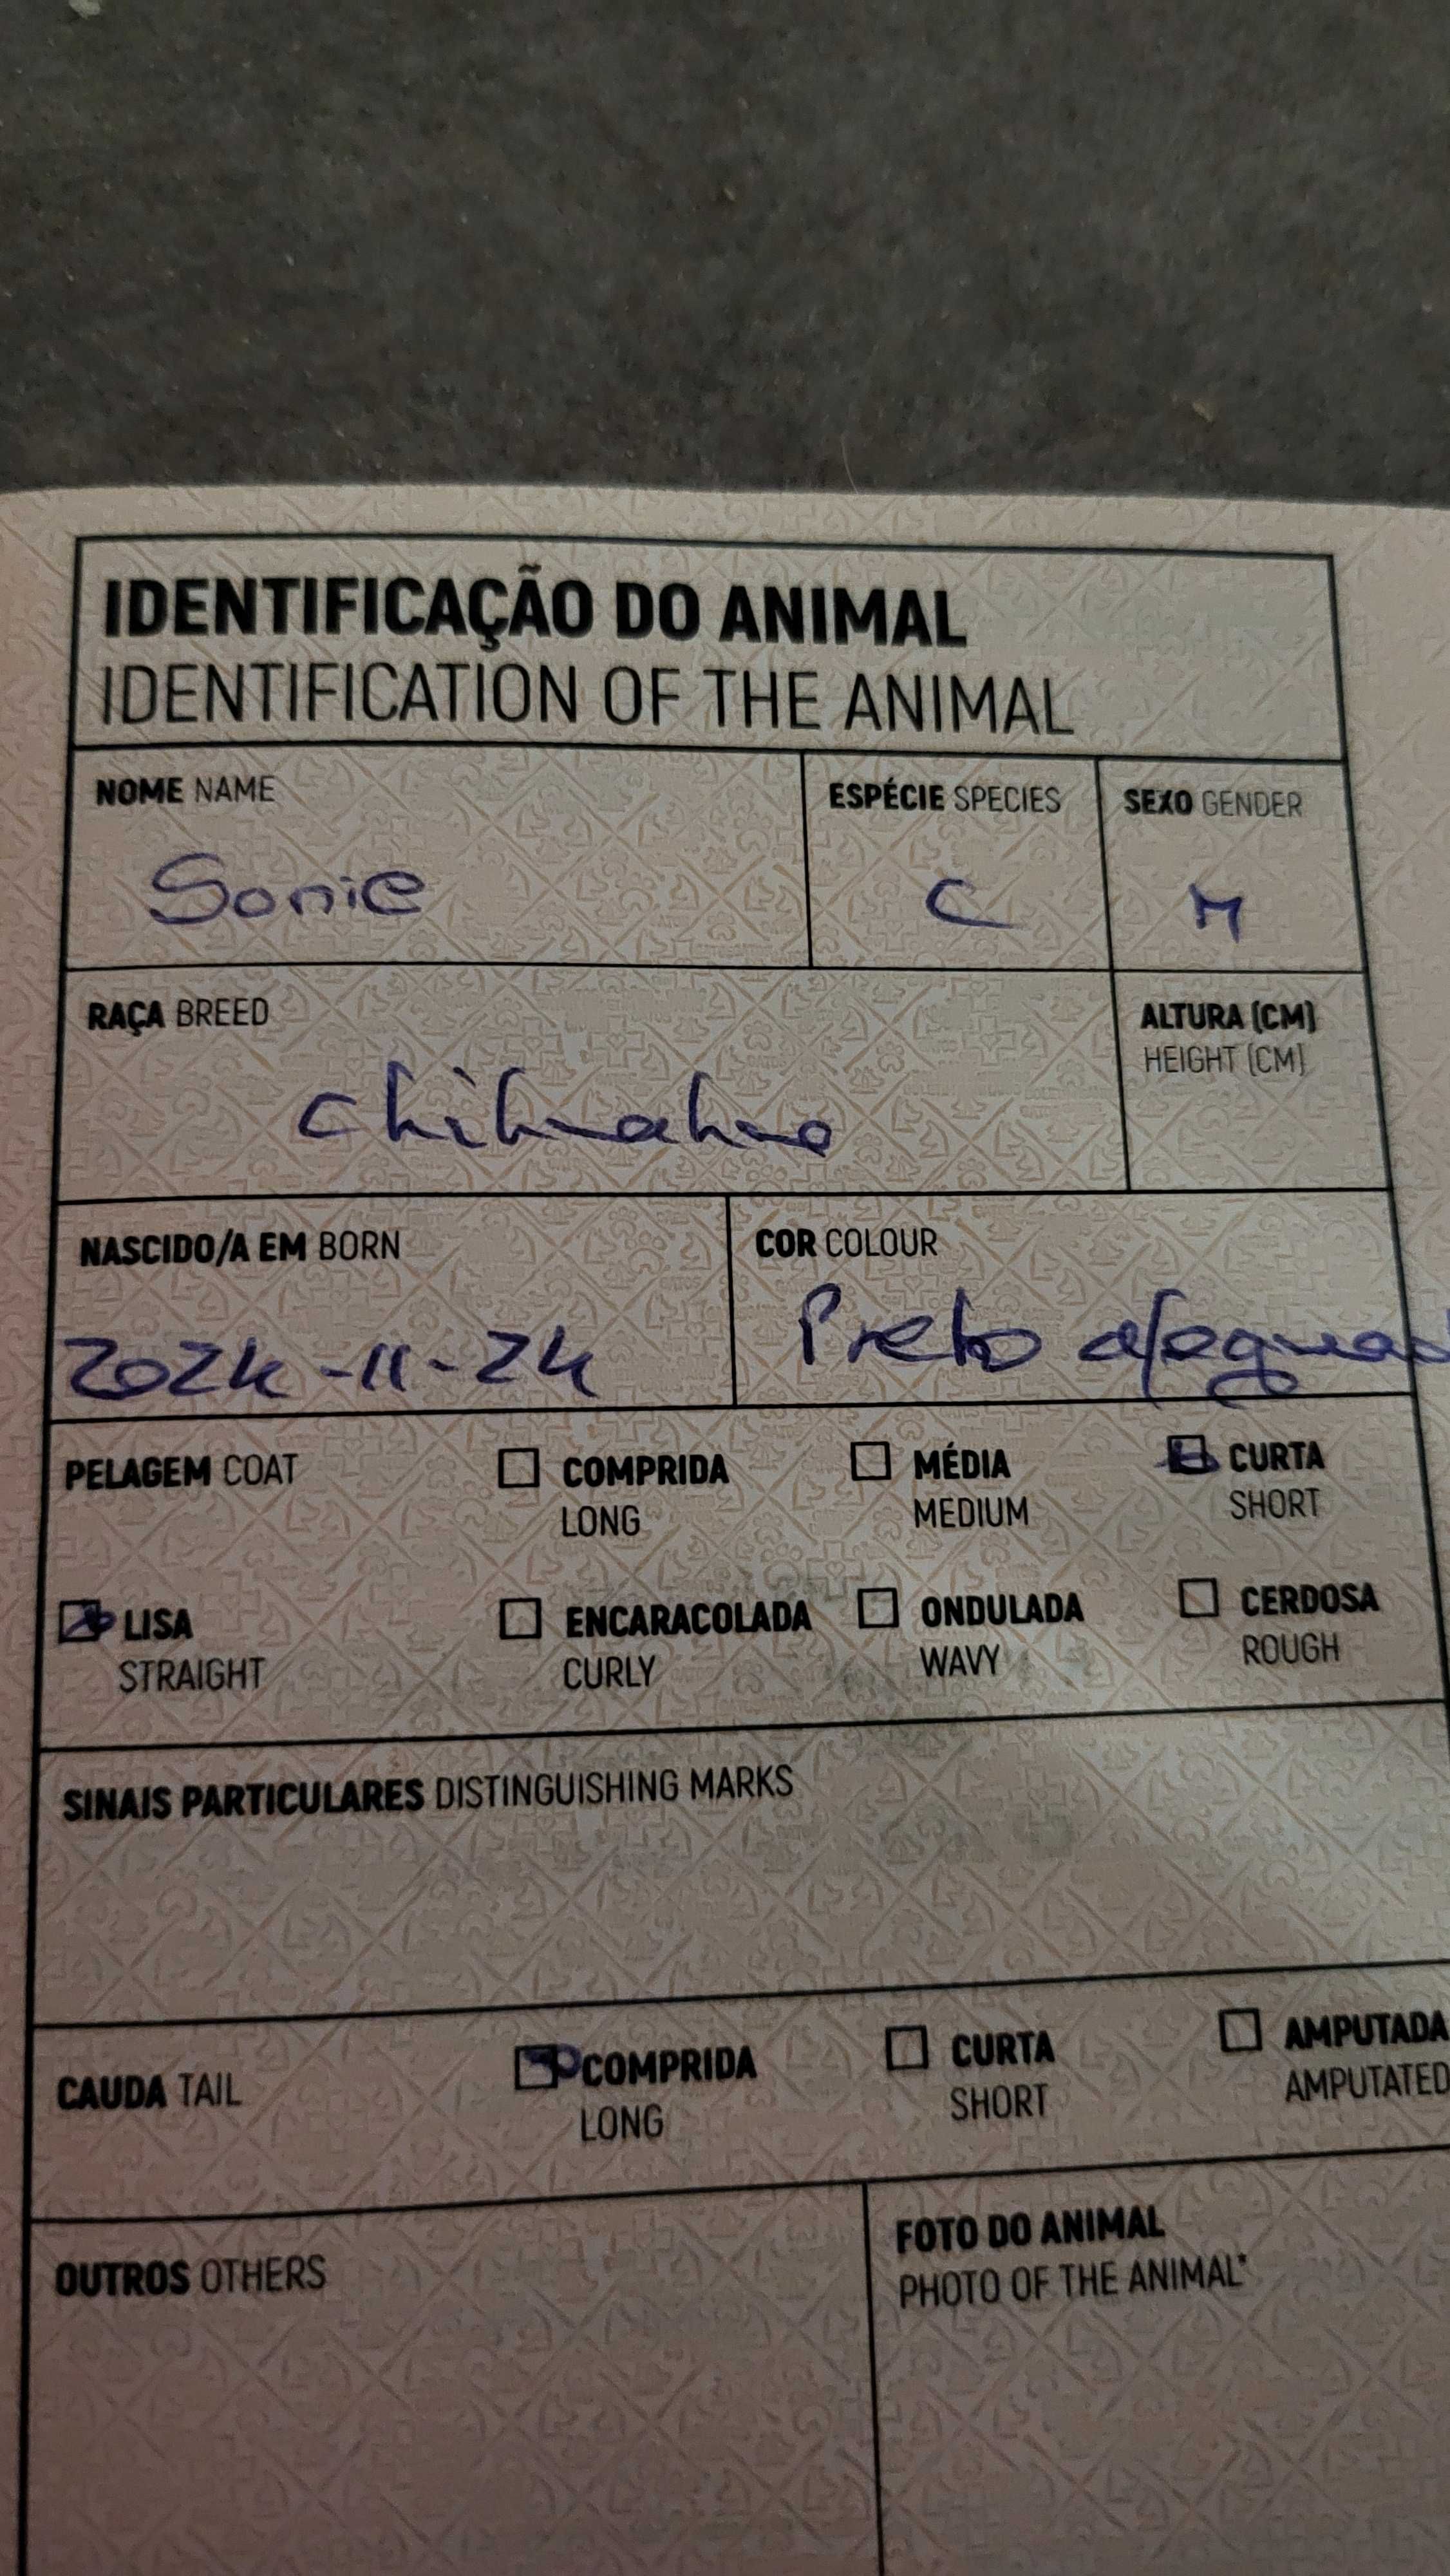 IDENTIFICAÇÃO DO ANIMAL
IDENTIFICATION OF THE ANIMAL
NOME NAME
Sonic
ESPÉCIE SPECIES
C
SEXO GENDER
M
RAÇA BREED
chihuahua
ALTURA (CM)
HEIGHT (CM)
NASCIDO/A EM BORN
2024-11-24
COR COLOUR
Preto
PELAGEM COAT
COMPRIDA
LONG
MÉDIA
MEDIUM
CURTA
SHORT
LISA
STRAIGHT
ENCARACOLADA
CURLY
ONDULADA
WAVY
CERDOSA
ROUGH
SINAIS PARTICULARES DISTINGUISHING MARKS
CAUDA TAIL
COMPRIDA
LONG
CURTA
SHORT
AMPUTADA
AMPUTATED
OUTROS OTHERS
FOTO DO ANIMAL
PHOTO OF THE ANIMAL*